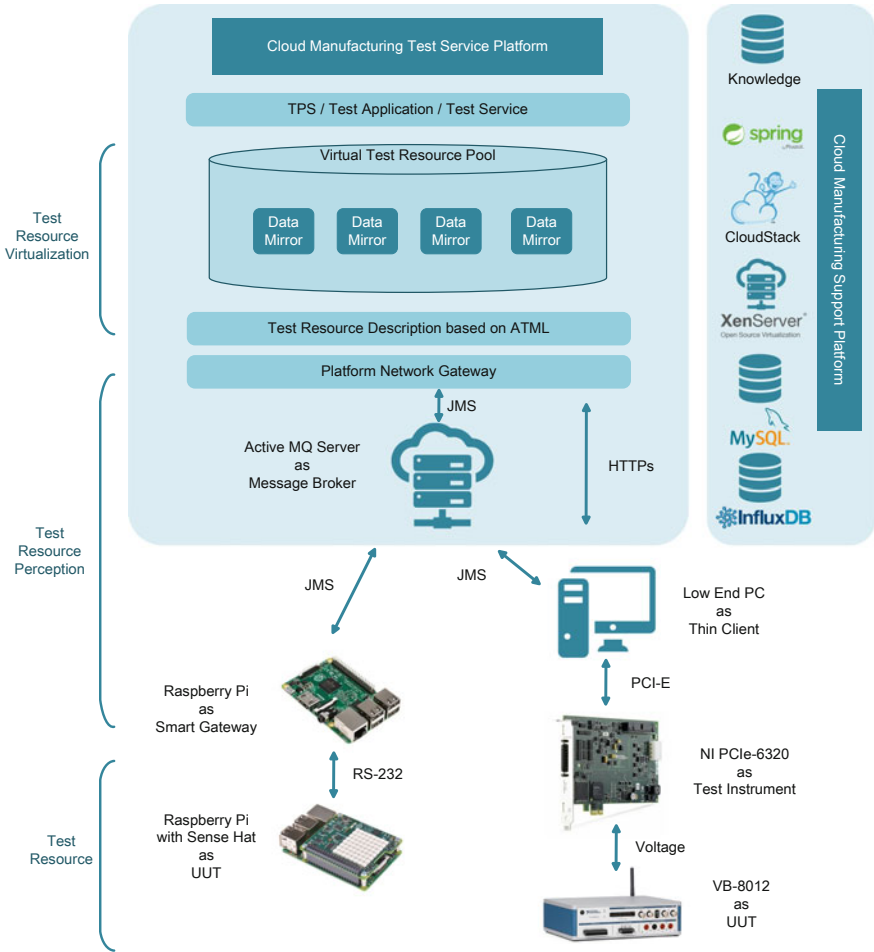 Cloud Manufacturing Test Service Platform
TPS / Test Application / Test Service
Virtual Test Resource Pool
Data
Mirror
Data
Mirror
Data
Mirror
Data
Mirror
Test
Resource
Virtualization
Test Resource Description based on ATML
Platform Network Gateway
JMS
Active MQ Server
as
Message Broker
HTTPs
Test
Resource
Perception
JMS
JMS
Low End PC
as
Thin Client
PCI-E
Raspberry Pi
as
Smart Gateway
NI PCIe-6320
as
Test Instrument
RS-232
Test
Resource
Raspberry Pi
with Sense Hat
as
UUT
Voltage
VB-8012
as
UUT
Knowledge
spring
CloudStack
XenServer
Open Source Virtualization
MySQL
InfluxDB
Cloud Manufacturing Support Platform